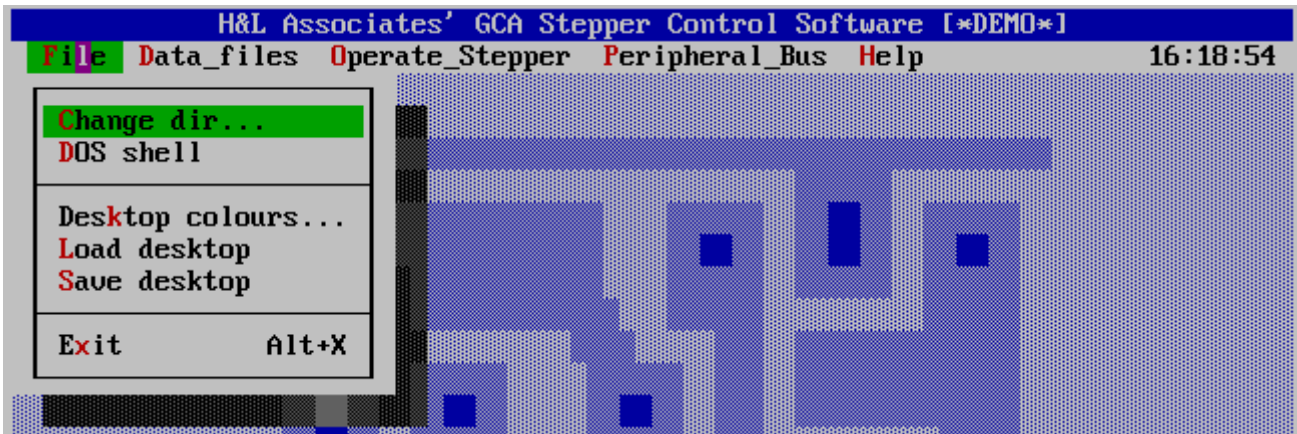 H&L Associates' GCA Stepper Control Software [*DEMO*]
File Data_files Operate_Stepper Peripheral_Bus Help 16:18:54
Change dir...
DOS shell
Desktop colours...
Load desktop
Save desktop
Exit Alt+X